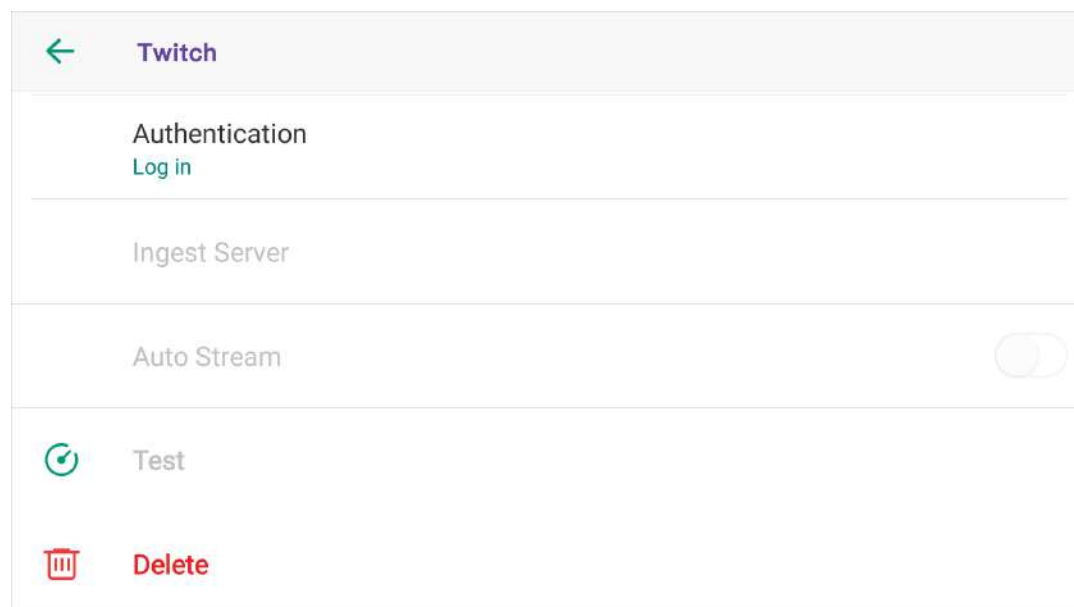 Twitch
Authentication
Log in
Ingest Server
Auto Stream
Test
Delete